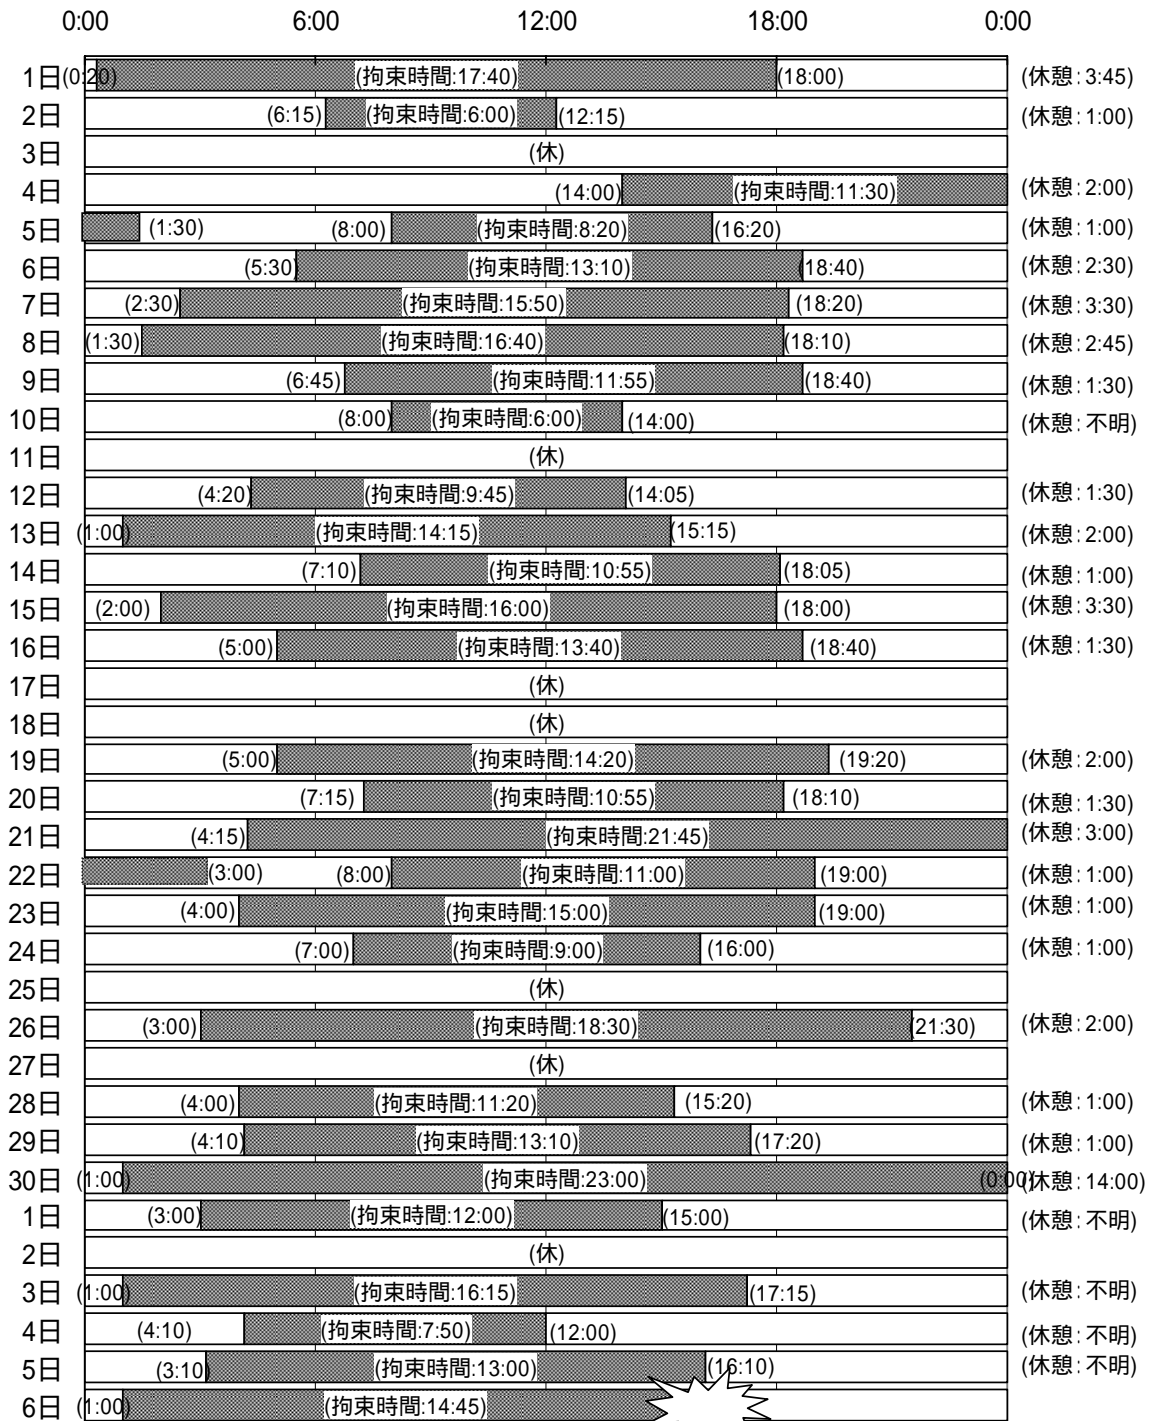 0:00 6:00 12:00 18:00 0:00
1日 (0:20) (拘束時間:17:40) (18:00) (休憩:3:45)
2日 (6:15) (拘束時間:6:00) (12:15) (休憩:1:00)
3日 (休)
4日 (14:00) (拘束時間:11:30) (休憩:2:00)
5日 (1:30) (8:00) (拘束時間:8:20) (16:20) (休憩:1:00)
6日 (5:30) (拘束時間:13:10) (18:40) (休憩:2:30)
7日 (2:30) (拘束時間:15:50) (18:20) (休憩:3:30)
8日 (1:30) (拘束時間:16:40) (18:10) (休憩:2:45)
9日 (6:45) (拘束時間:11:55) (18:40) (休憩:1:30)
10日 (8:00) (拘束時間:6:00) (14:00) (休憩:不明)
11日 (休)
12日 (4:20) (拘束時間:9:45) (14:05) (休憩:1:30)
13日 (1:00) (拘束時間:14:15) (15:15) (休憩:2:00)
14日 (7:10) (拘束時間:10:55) (18:05) (休憩:1:00)
15日 (2:00) (拘束時間:16:00) (18:00) (休憩:3:30)
16日 (5:00) (拘束時間:13:40) (18:40) (休憩:1:30)
17日 (休)
18日 (休)
19日 (5:00) (拘束時間:14:20) (19:20) (休憩:2:00)
20日 (7:15) (拘束時間:10:55) (18:10) (休憩:1:30)
21日 (4:15) (拘束時間:21:45) (休憩:3:00)
22日 (3:00) (8:00) (拘束時間:11:00) (19:00) (休憩:1:00)
23日 (4:00) (拘束時間:15:00) (19:00) (休憩:1:00)
24日 (7:00) (拘束時間:9:00) (16:00) (休憩:1:00)
25日 (休)
26日 (3:00) (拘束時間:18:30) (21:30) (休憩:2:00)
27日 (休)
28日 (4:00) (拘束時間:11:20) (15:20) (休憩:1:00)
29日 (4:10) (拘束時間:13:10) (17:20) (休憩:1:00)
30日 (1:00) (拘束時間:23:00) (0:00) (休憩:14:00)
1日 (3:00) (拘束時間:12:00) (15:00) (休憩:不明)
2日 (休)
3日 (1:00) (拘束時間:16:15) (17:15) (休憩:不明)
4日 (4:10) (拘束時間:7:50) (12:00) (休憩:不明)
5日 (3:10) (拘束時間:13:00) (16:10) (休憩:不明)
6日 (1:00) (拘束時間:14:45)